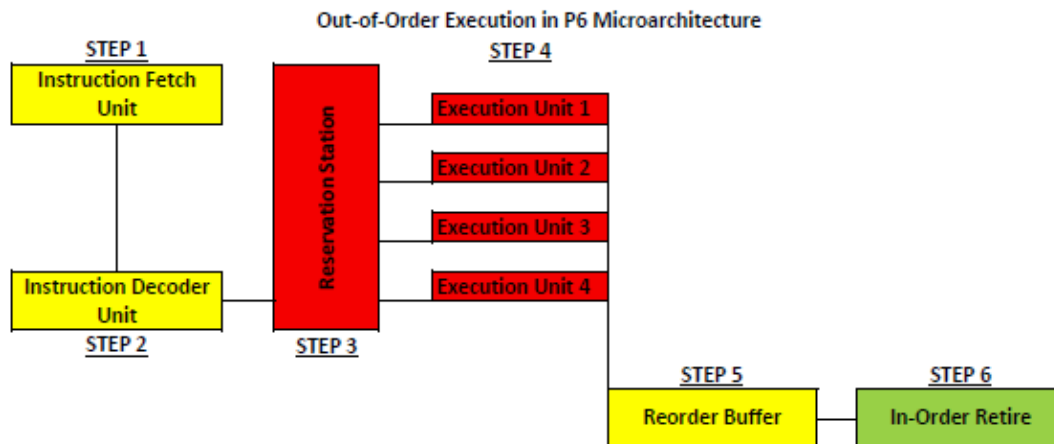 Out-of-Order Execution in P6 Microarchitecture
STEP 1
Instruction Fetch
Unit
Instruction Decoder
Unit
STEP 2
Reservation Station
STEP 3
STEP 4
Execution Unit 1
Execution Unit 2
Execution Unit 3
Execution Unit 4
STEP 5
Reorder Buffer
STEP 6
In-Order Retire